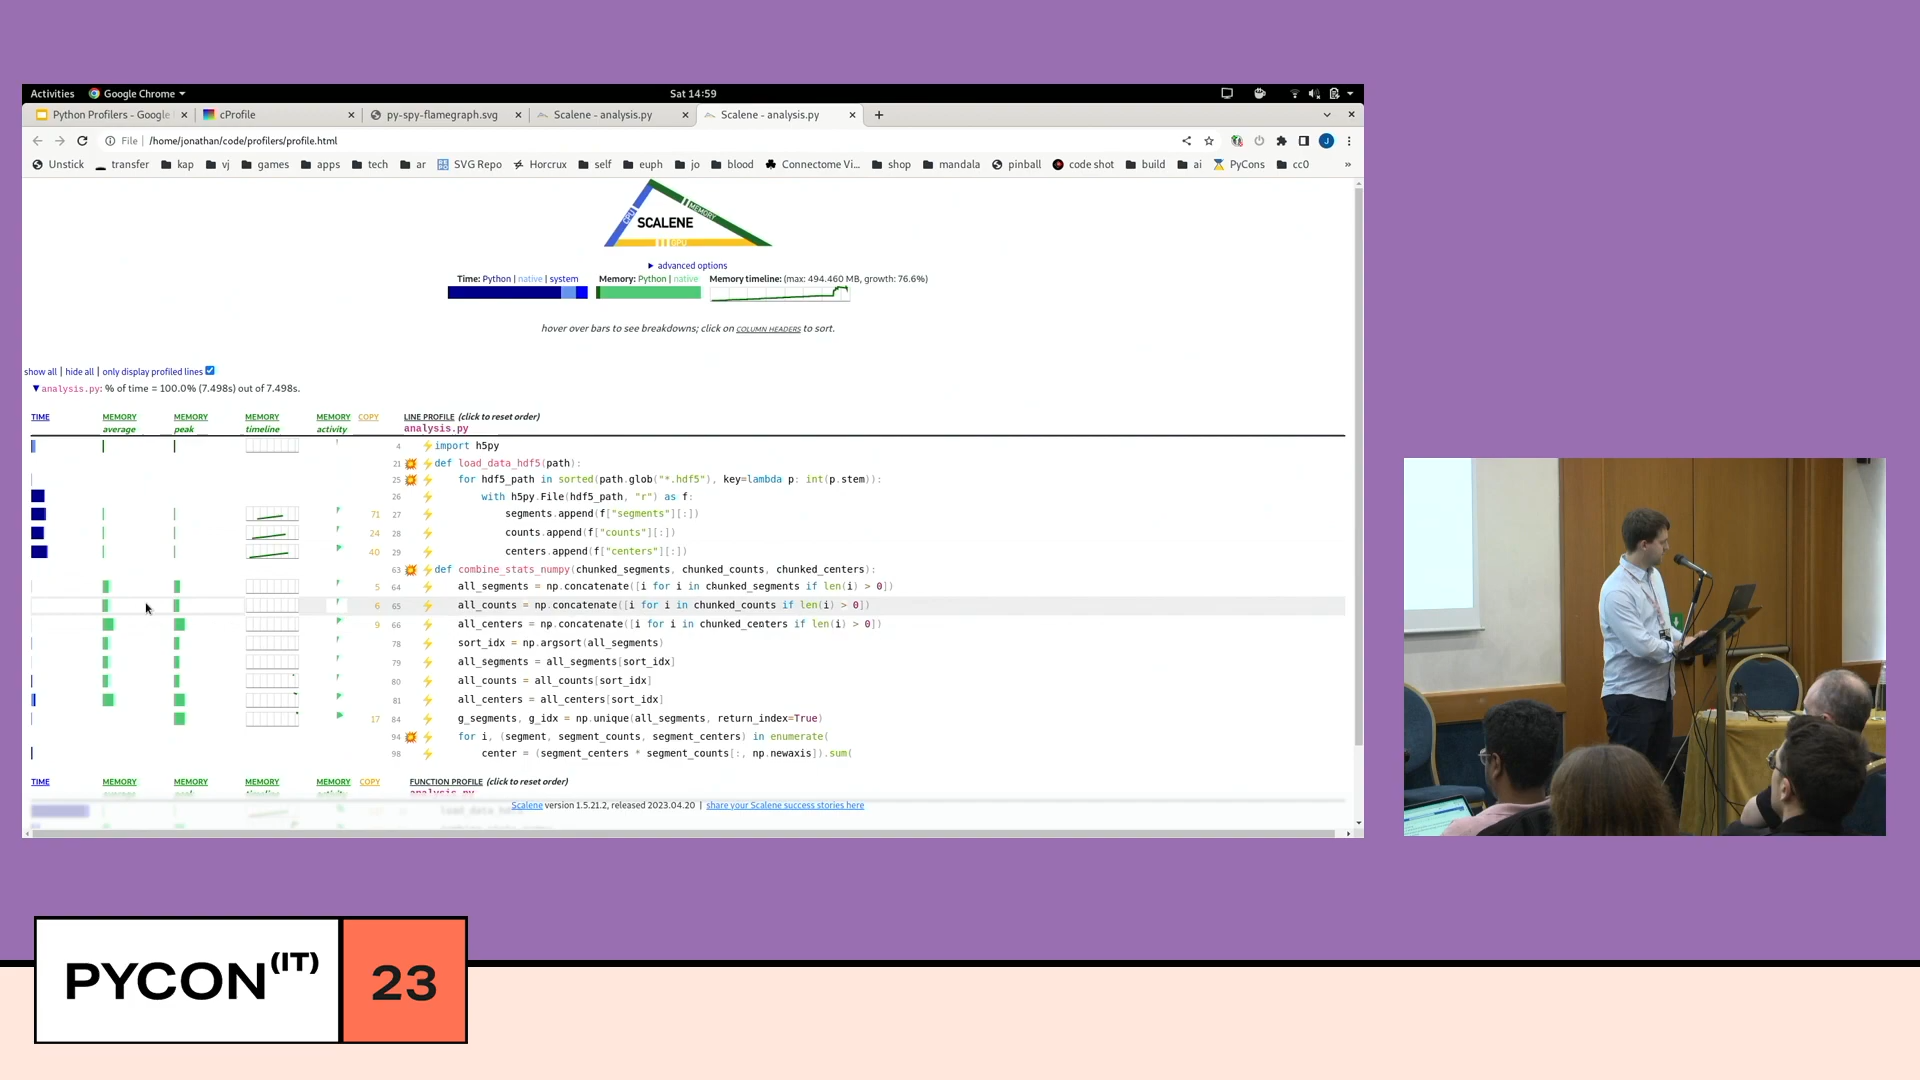 Activities Google Chrome Sat 14:59
Python Profilers - Google cProfile py-spy-flamegraph.svg Scalene - analysis.py Scalene - analysis.py
File /home/jonathan/code/profilers/profile.html
Unstick transfer kap vj games apps tech ar SVG Repo Horcrux self euph jo blood Connectome Vi... shop mandala pinball code shot build ai PyCons cc0 »
CPU MEMORY
SCALENE
GPU
▶ advanced options
Time: Python | native | system Memory: Python | native Memory timeline: (max: 494.460 MB, growth: 76.6%)
hover over bars to see breakdowns; click on COLUMN HEADERS to sort.
show all | hide all | only display profiled lines
▼analysis.py: % of time = 100.0% (7.498s) out of 7.498s.
TIME MEMORY average MEMORY peak MEMORY timeline MEMORY activity COPY LINE PROFILE (click to reset order)
analysis.py
4 import h5py
21 def load_data_hdf5(path):
25 for hdf5_path in sorted(path.glob("*.hdf5"), key=lambda p: int(p.stem)):
26 with h5py.File(hdf5_path, "r") as f:
71 27 segments.append(f["segments"][:])
24 28 counts.append(f["counts"][:])
40 29 centers.append(f["centers"][:])
63 def combine_stats_numpy(chunked_segments, chunked_counts, chunked_centers):
5 64 all_segments = np.concatenate([i for i in chunked_segments if len(i) > 0])
6 65 all_counts = np.concatenate([i for i in chunked_counts if len(i) > 0])
9 66 all_centers = np.concatenate([i for i in chunked_centers if len(i) > 0])
78 sort_idx = np.argsort(all_segments)
79 all_segments = all_segments[sort_idx]
80 all_counts = all_counts[sort_idx]
81 all_centers = all_centers[sort_idx]
17 84 g_segments, g_idx = np.unique(all_segments, return_index=True)
94 for i, (segment, segment_counts, segment_centers) in enumerate(
98 center = (segment_centers * segment_counts[:, np.newaxis]).sum(
TIME MEMORY MEMORY MEMORY MEMORY COPY FUNCTION PROFILE (click to reset order)
Scalene version 1.5.21.2, released 2023.04.20 | share your Scalene success stories here
PYCON(IT) 23